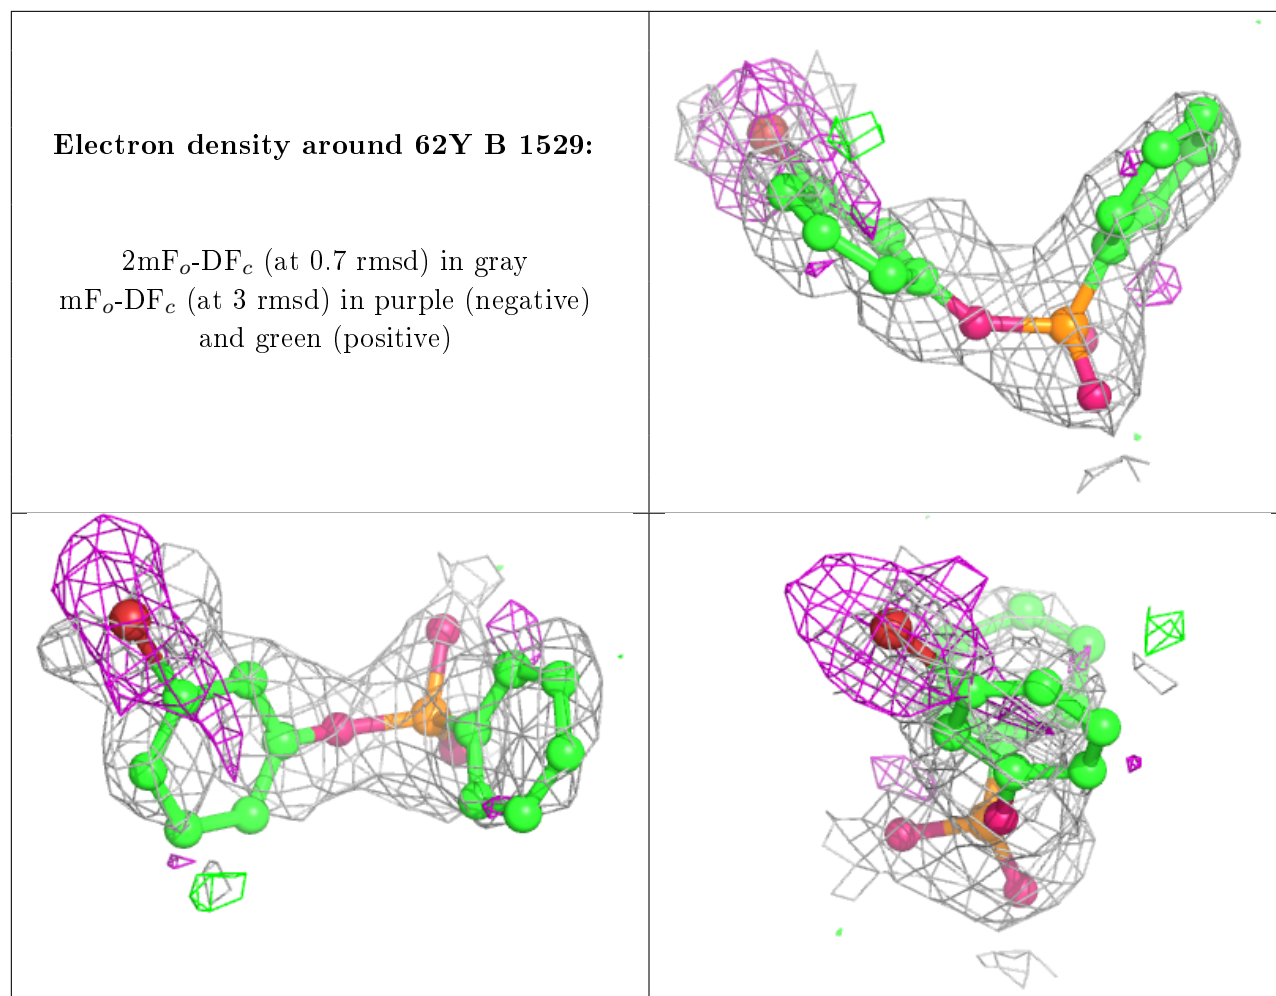 Electron density around 62Y B 1529:
2mFo-DFc (at 0.7 rmsd) in gray
mFo-DFc (at 3 rmsd) in purple (negative)
and green (positive)